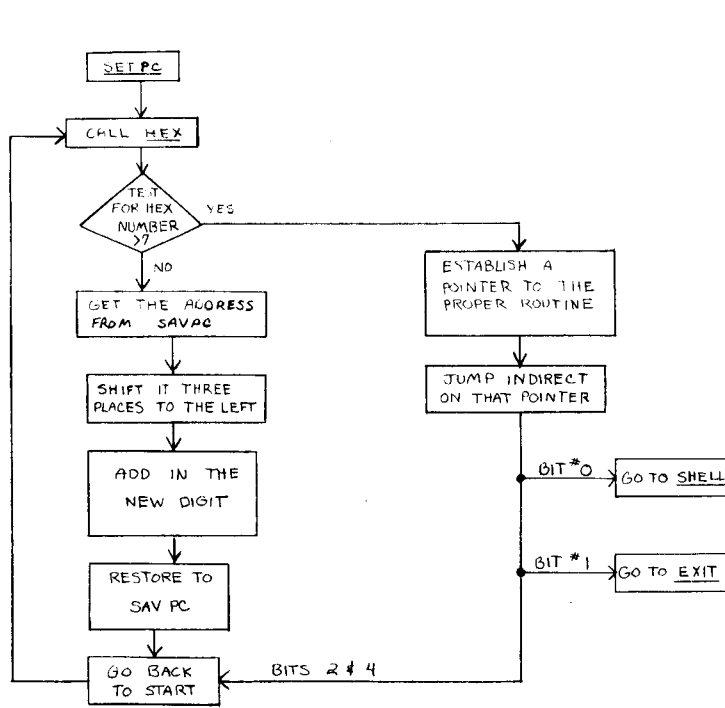 SET PC
CALL HEX
TEST
FOR HEX
NUMBER
>7
YES
NO
GET THE ADDRESS
FROM SAVPC
SHIFT IT THREE
PLACES TO THE LEFT
ADD IN THE
NEW DIGIT
RESTORE TO
SAV PC
GO BACK
TO START
ESTABLISH A
POINTER TO THE
PROPER ROUTINE
JUMP INDIRECT
ON THAT POINTER
BIT #0
GO TO SHELL
BIT #1
GO TO EXIT
BITS 2 & 4